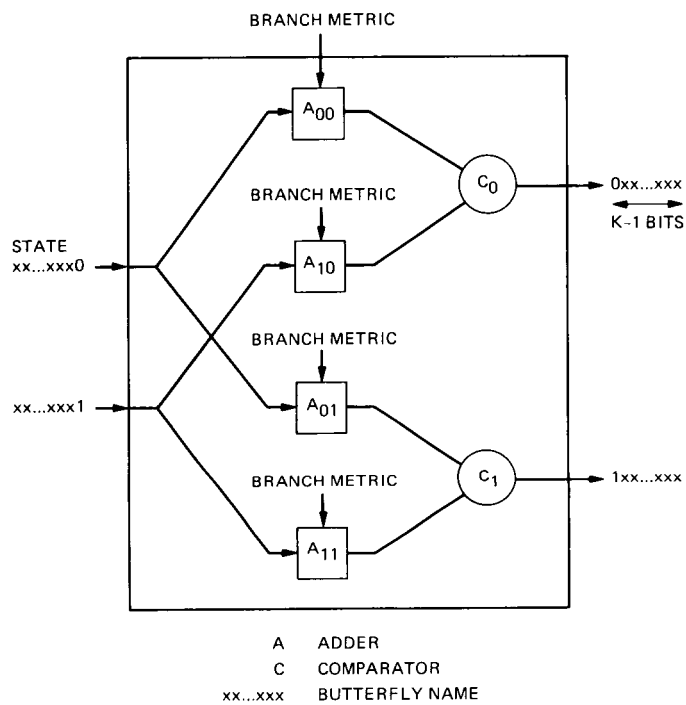 BRANCH METRIC
A00
C0
0xx...xxx
K-1 BITS
BRANCH METRIC
A10
STATE
xx...xxx0
BRANCH METRIC
A01
xx...xxx1
C1
1xx...xxx
BRANCH METRIC
A11
A ADDER
C COMPARATOR
xx...xxx BUTTERFLY NAME